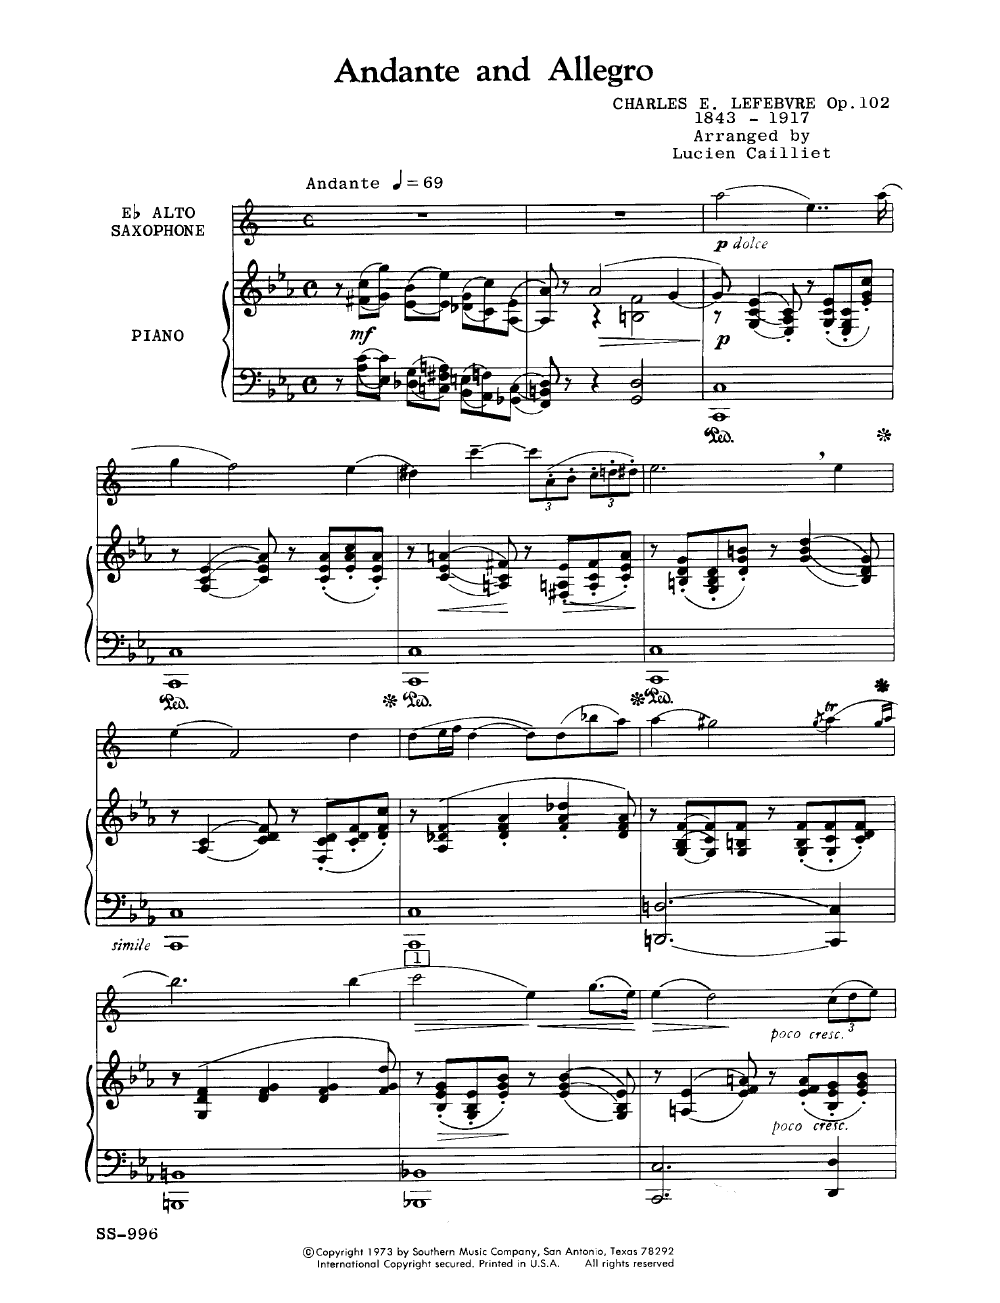 Andante and Allegro
CHARLES E. LEFEBVRE Op.102
1843 - 1917
Arranged by
Lucien Cailliet
Andante ♩=69
E♭ ALTO
SAXOPHONE
p dolce
PIANO
mf
p
Ped. *
3 3
Ped. * Ped. * Ped. *
tr
simile
1
poco cresc. 3
poco cresc.
SS-996
©Copyright 1973 by Southern Music Company, San Antonio, Texas 78292
International Copyright secured. Printed in U.S.A. All rights reserved